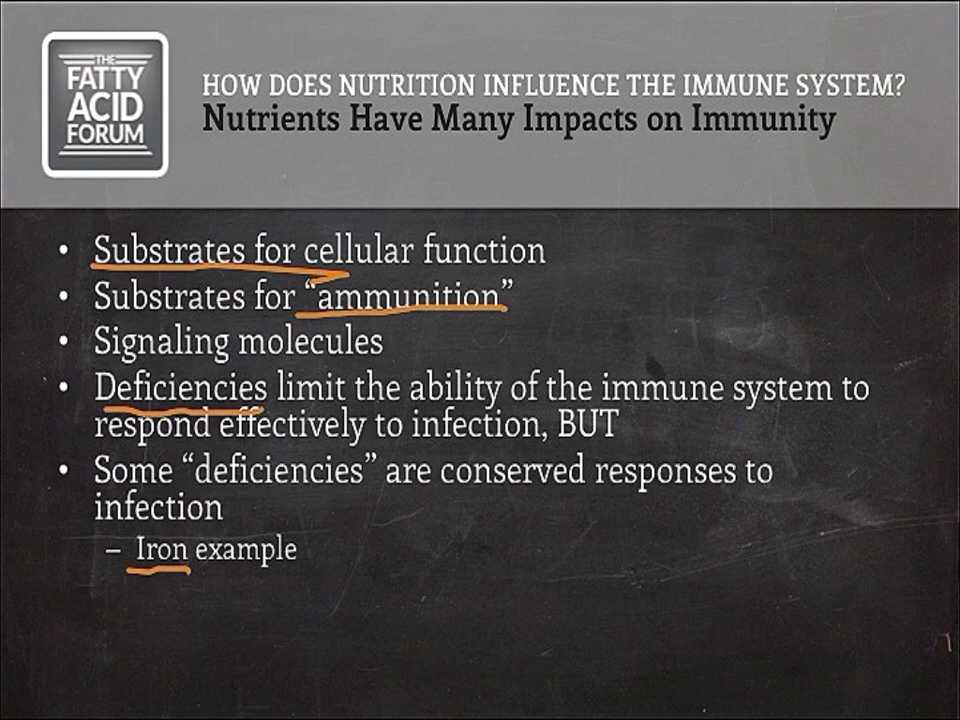 THE
FATTY
ACID
FORUM
HOW DOES NUTRITION INFLUENCE THE IMMUNE SYSTEM?
Nutrients Have Many Impacts on Immunity
• Substrates for cellular function
• Substrates for “ammunition”
• Signaling molecules
• Deficiencies limit the ability of the immune system to
respond effectively to infection, BUT
• Some “deficiencies” are conserved responses to
infection
– Iron example